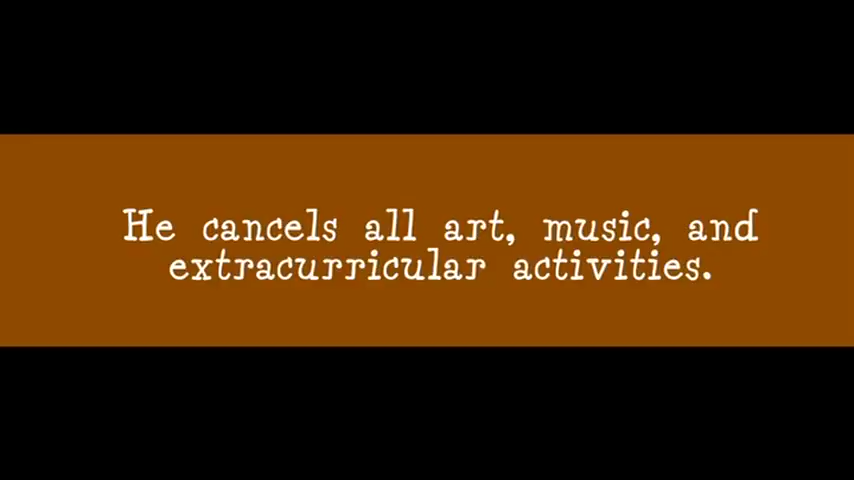 He cancels all art, music, and
extracurricular activities.